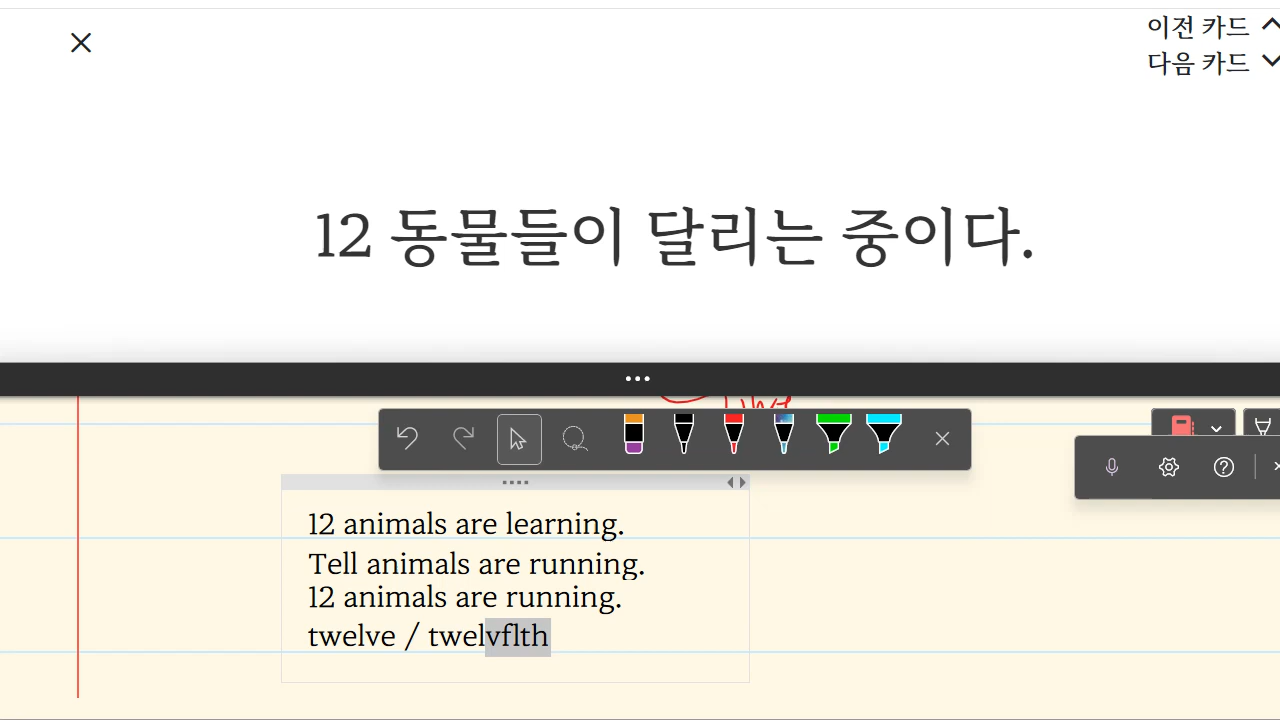 이전 카드
다음 카드
12 동물들이 달리는 중이다.
12 animals are learning.
Tell animals are running.
12 animals are running.
twelve / twelvflth